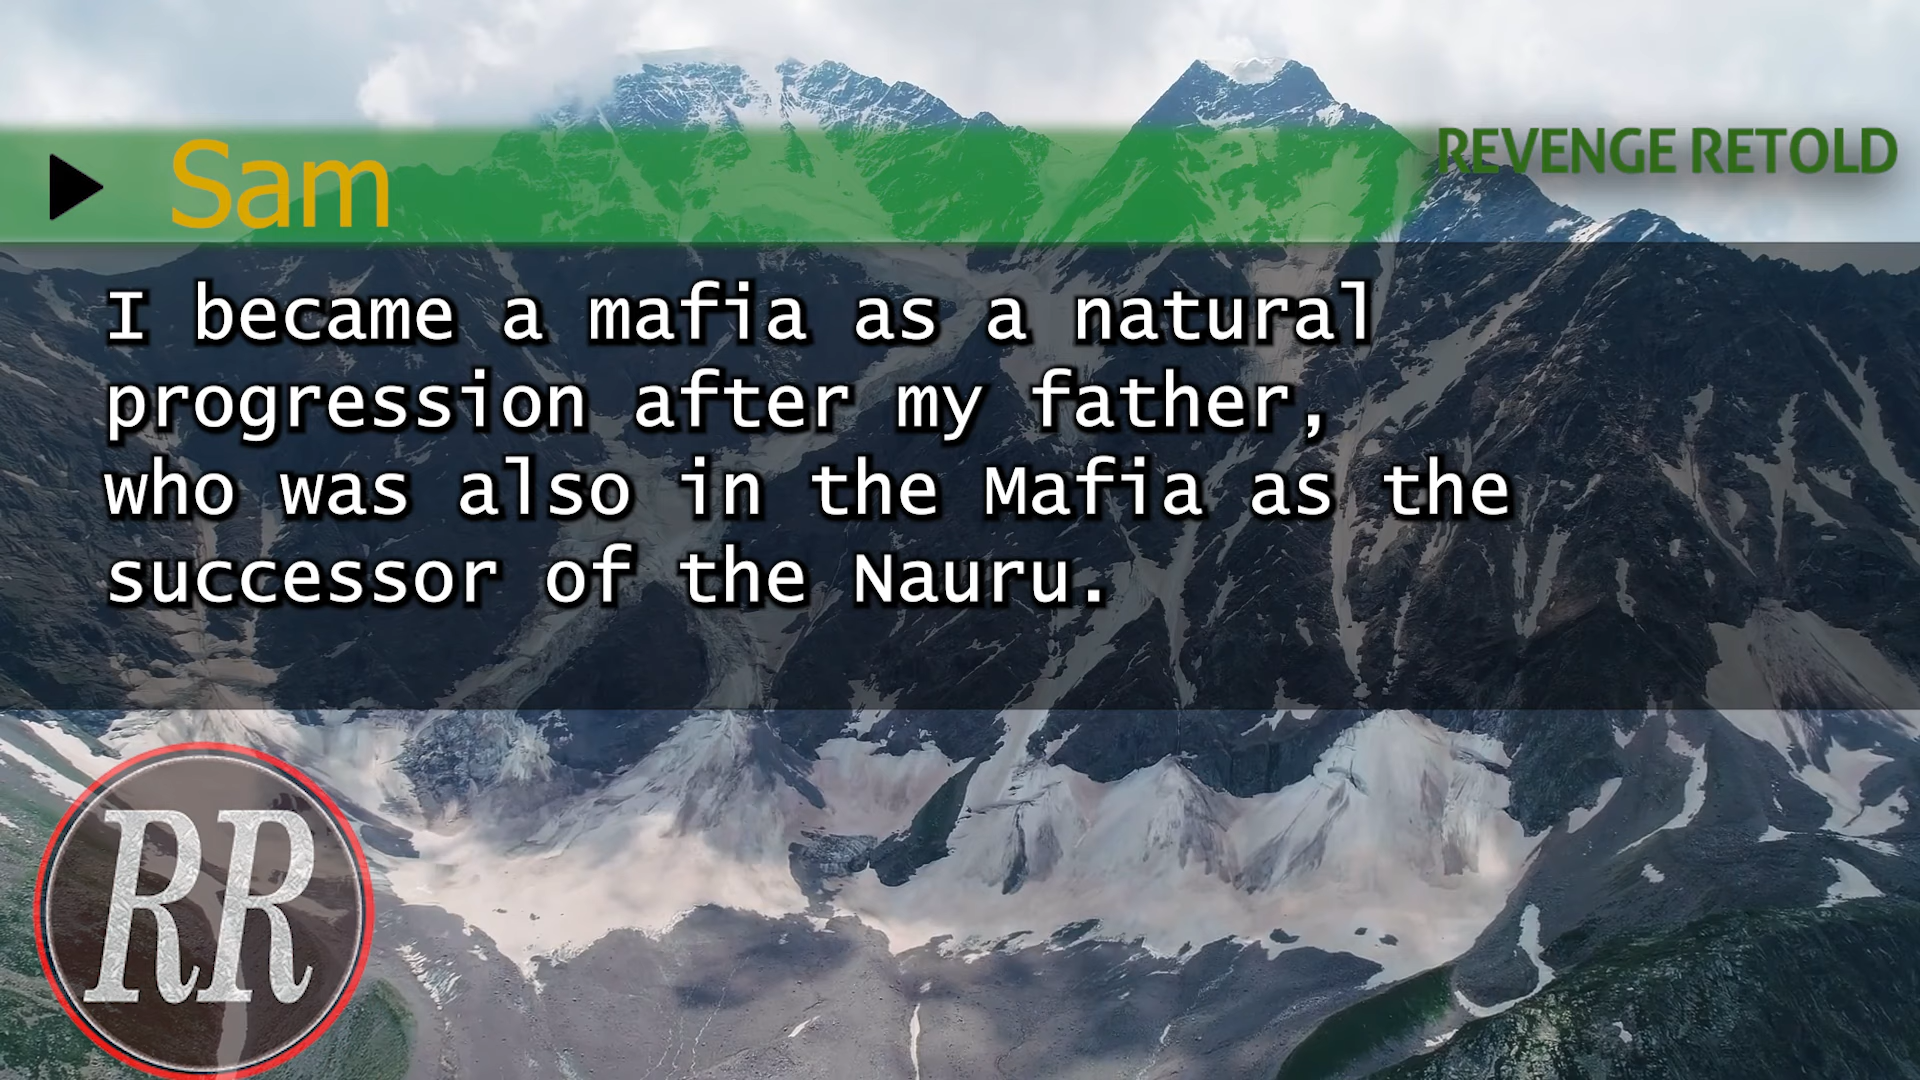 REVENGE RETOLD
Sam
I became a mafia as a natural
progression after my father,
who was also in the Mafia as the
successor of the Nauru.
RR